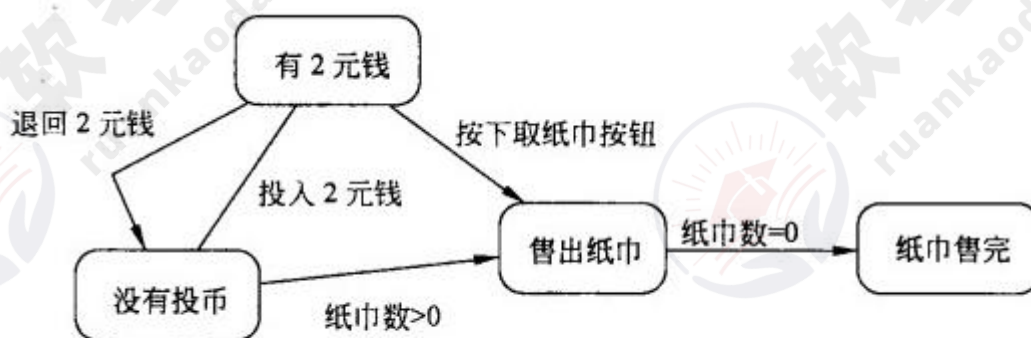 有 2 元钱
退回 2 元钱
按下取纸巾按钮
投入 2 元钱
售出纸巾
纸巾数=0
纸巾售完
没有投币
纸巾数>0